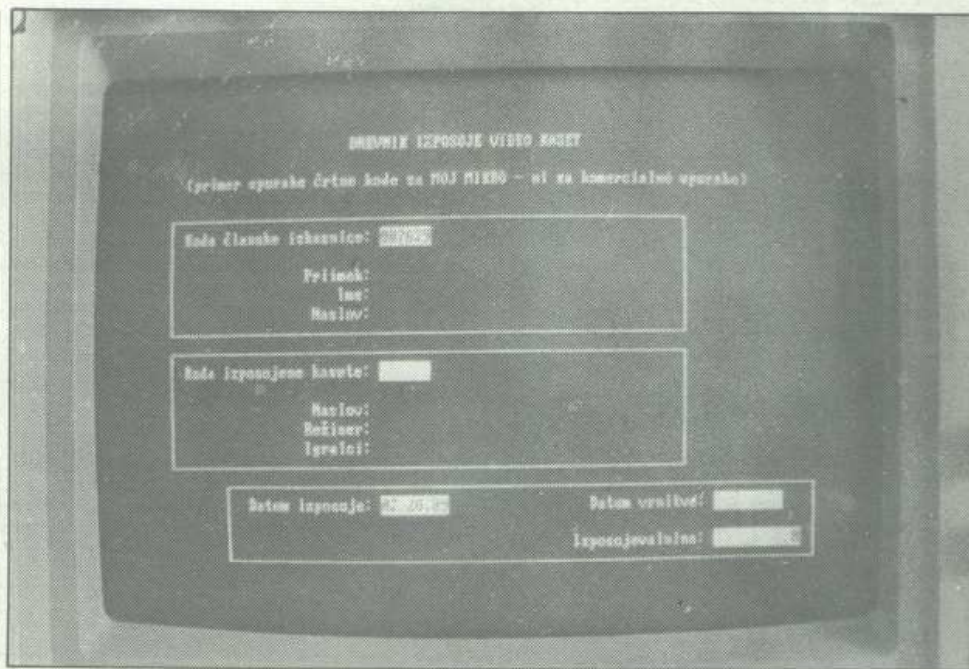 DNEVNIK IZPOSOJE VIDEO KASET
(primer uporabe črtne kode za MOJ MIKRO - ni za komercialno uporabo)
Koda članske izkaznice:
Priimek:
Ime:
Naslov:
Koda izposojene kasete:
Naslov:
Režiser:
Igralci:
Datum izposoje: Datum vrnitve:
Izposojevalnina: